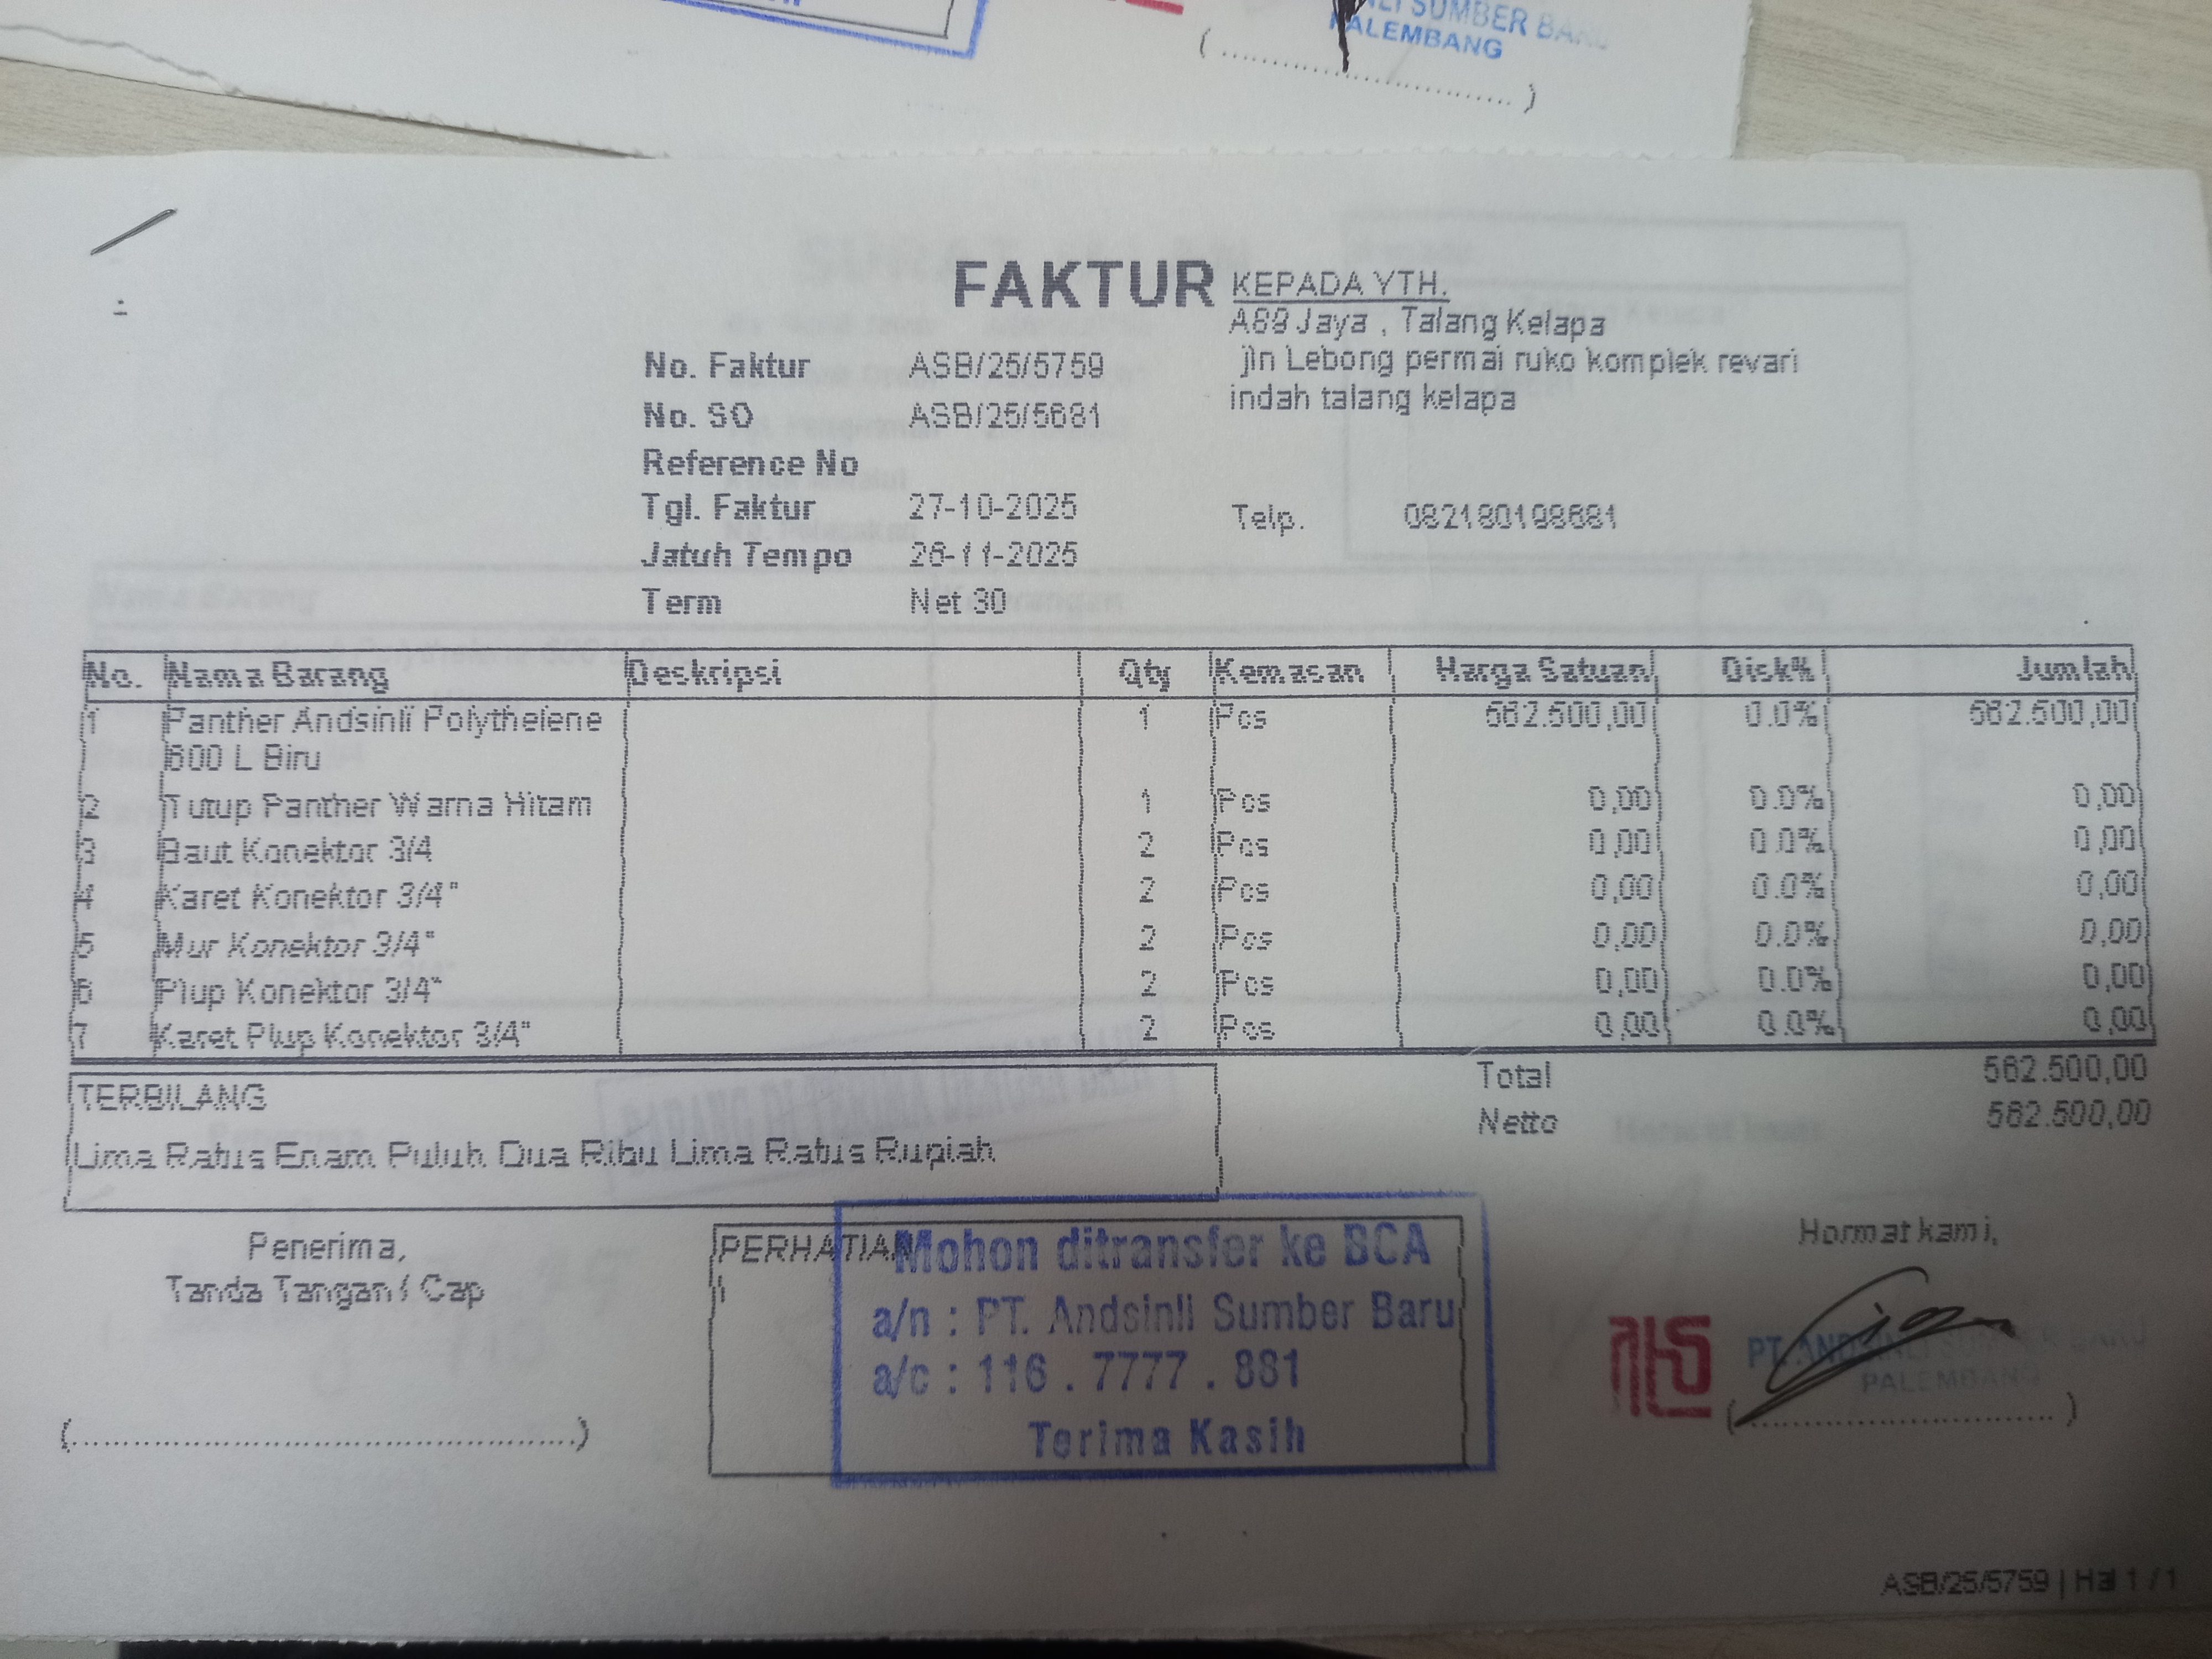 SUMBER BARU
PALEMBANG
(..............................)
FAKTUR
KEPADA YTH.
A89 Jaya , Talang Kelapa
jln Lebong permai ruko komplek revari
indah talang kelapa
Telp. 082180198681
No. Faktur ASB/25/5759
No. SO ASB/25/5681
Reference No
Tgl. Faktur 27-10-2025
Jatuh Tempo 26-11-2025
Term Net 30
No. Nama Barang Deskripsi Qty Kemasan Harga Satuan Disk% Jumlah
1 Panther Andsinli Polythelene 1 Pcs 562.500,00 0.0% 562.500,00
600 L Biru
2 Tutup Panther Warna Hitam 1 Pcs 0,00 0.0% 0,00
3 Baut Konektor 3/4 2 Pcs 0,00 0.0% 0,00
4 Karet Konektor 3/4" 2 Pcs 0,00 0.0% 0,00
5 Mur Konektor 3/4" 2 Pcs 0,00 0.0% 0,00
6 Plup Konektor 3/4" 2 Pcs 0,00 0.0% 0,00
7 Karet Plup Konektor 3/4" 2 Pcs 0,00 0.0% 0,00
Total 562.500,00
Netto 562.500,00
TERBILANG
Lima Ratus Enam Puluh Dua Ribu Lima Ratus Rupiah
Penerima,
Tanda Tangan / Cap
(..............................)
PERHATIAN
Mohon ditransfer ke BCA
a/n : PT. Andsinli Sumber Baru
a/c : 116 . 7777 . 881
Terima Kasih
Hormat kami,
PT. ANDSINLI SUMBER BARU
PALEMBANG
(..............................)
ASB/25/5759 | Hal 1 / 1